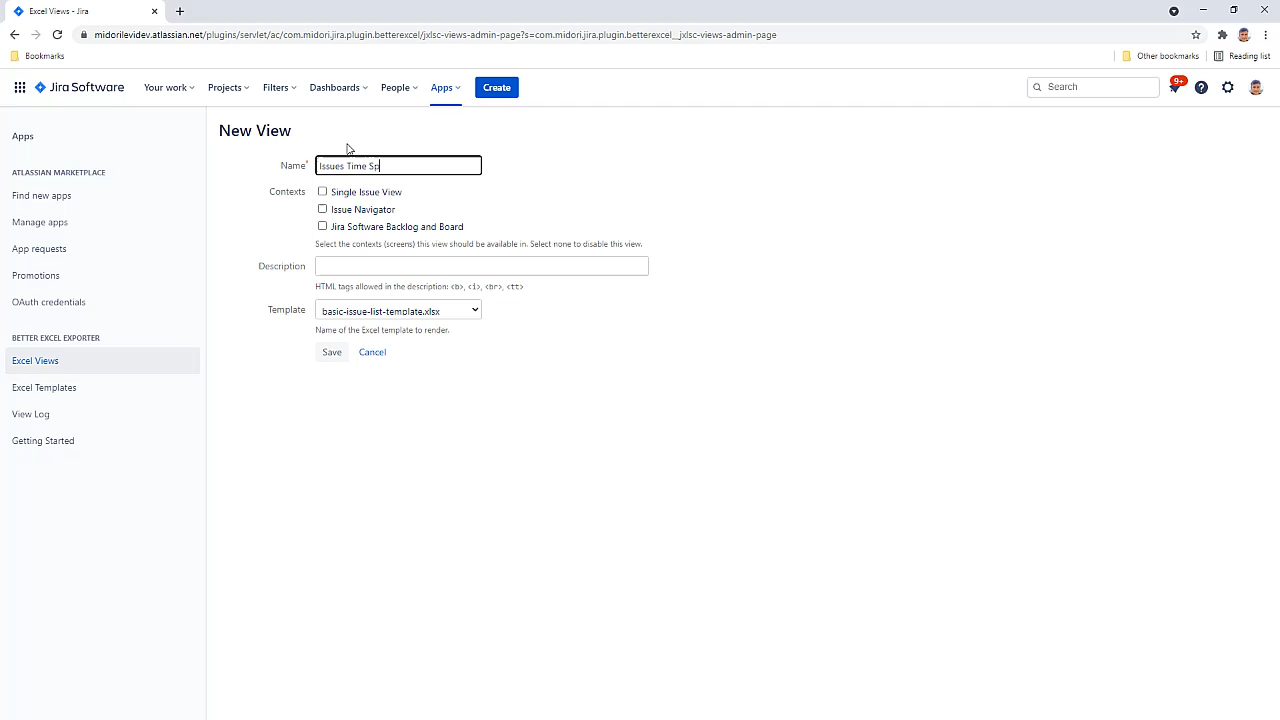 Excel Views - Jira
midorilevidev.atlassian.net/plugins/servlet/ac/com.midori.jira.plugin.betterexcel/jxlsc-views-admin-page?s=com.midori.jira.plugin.betterexcel__jxlsc-views-admin-page
Bookmarks
Other bookmarks
Reading list
Jira Software
Your work
Projects
Filters
Dashboards
People
Apps
Create
Search
9+
Apps
ATLASSIAN MARKETPLACE
Find new apps
Manage apps
App requests
Promotions
OAuth credentials
BETTER EXCEL EXPORTER
Excel Views
Excel Templates
View Log
Getting Started
New View
Name* Issues Time Sp
Contexts Single Issue View
Issue Navigator
Jira Software Backlog and Board
Select the contexts (screens) this view should be available in. Select none to disable this view.
Description
HTML tags allowed in the description: <b>, <i>, <br>, <tt>
Template basic-issue-list-template.xlsx
Name of the Excel template to render.
Save Cancel